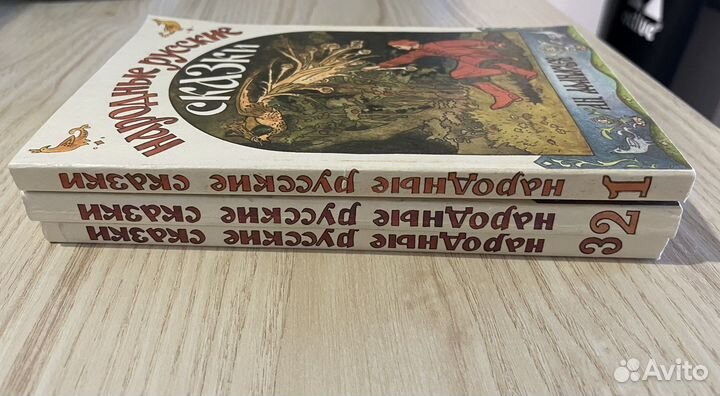 НАРОДНЫЕ РУССКИЕ
СКАЗКИ
А.Н. АФАНАСЬЕВ
НАРОДНЫЕ РУССКИЕ СКАЗКИ 1
НАРОДНЫЕ РУССКИЕ СКАЗКИ 2
НАРОДНЫЕ РУССКИЕ СКАЗКИ 3
Avito